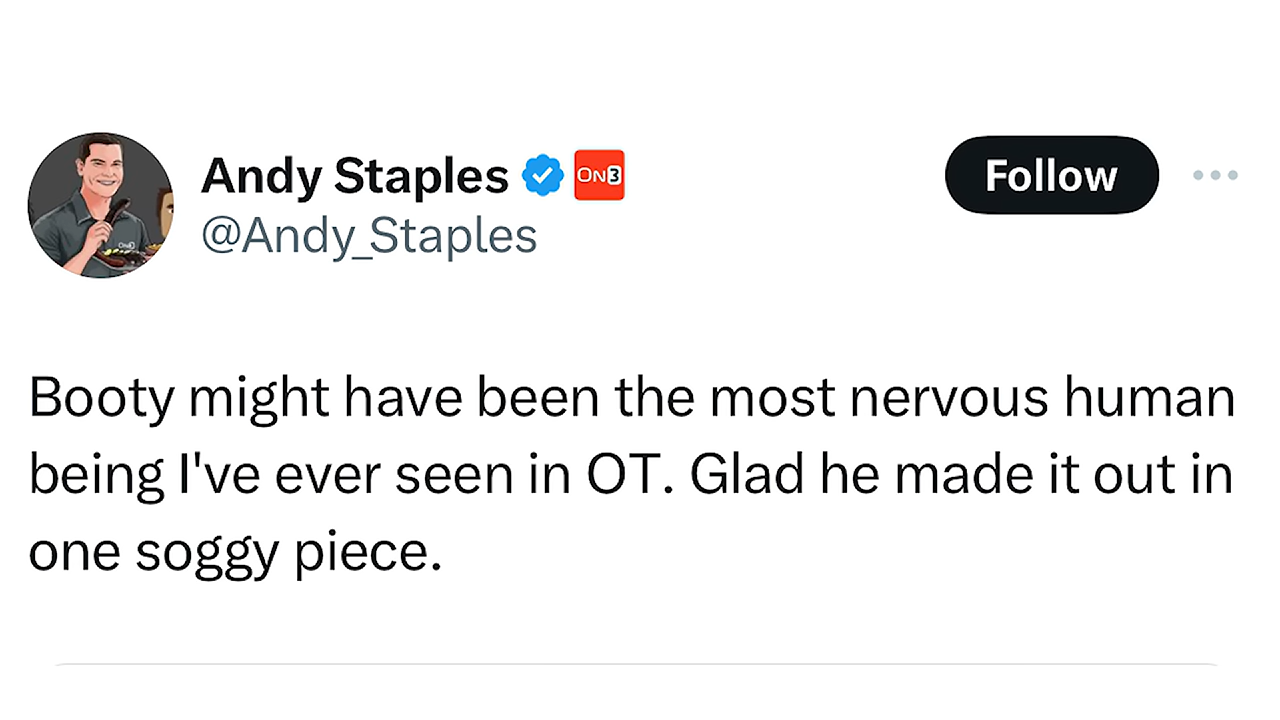 Andy Staples ON3
Follow
@Andy_Staples
Booty might have been the most nervous human
being I've ever seen in OT. Glad he made it out in
one soggy piece.